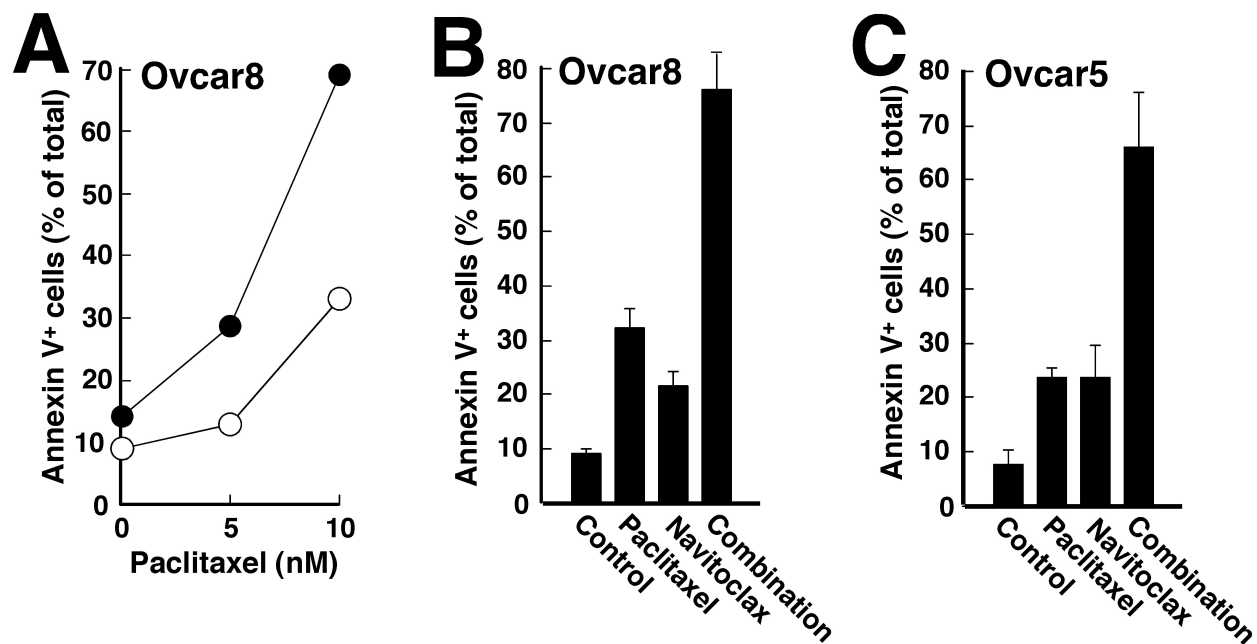 A
Ovcar8
Annexin V+ cells (% of total)
70
60
50
40
30
20
10
0
0 5 10
Paclitaxel (nM)
B
Ovcar8
Annexin V+ cells (% of total)
80
70
60
50
40
30
20
10
0
Control
Paclitaxel
Navitoclax
Combination
C
Ovcar5
Annexin V+ cells (% of total)
80
70
60
50
40
30
20
10
0
Control
Paclitaxel
Navitoclax
Combination